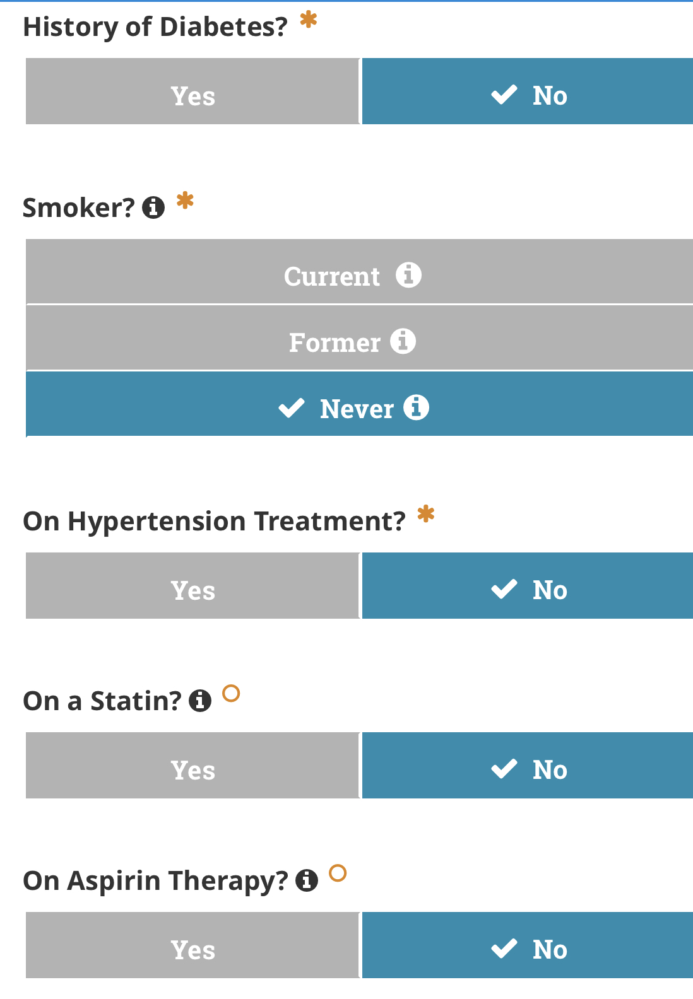 History of Diabetes? *
Yes
No
Smoker? *
Current
Former
Never
On Hypertension Treatment? *
Yes
No
On a Statin?
Yes
No
On Aspirin Therapy?
Yes
No